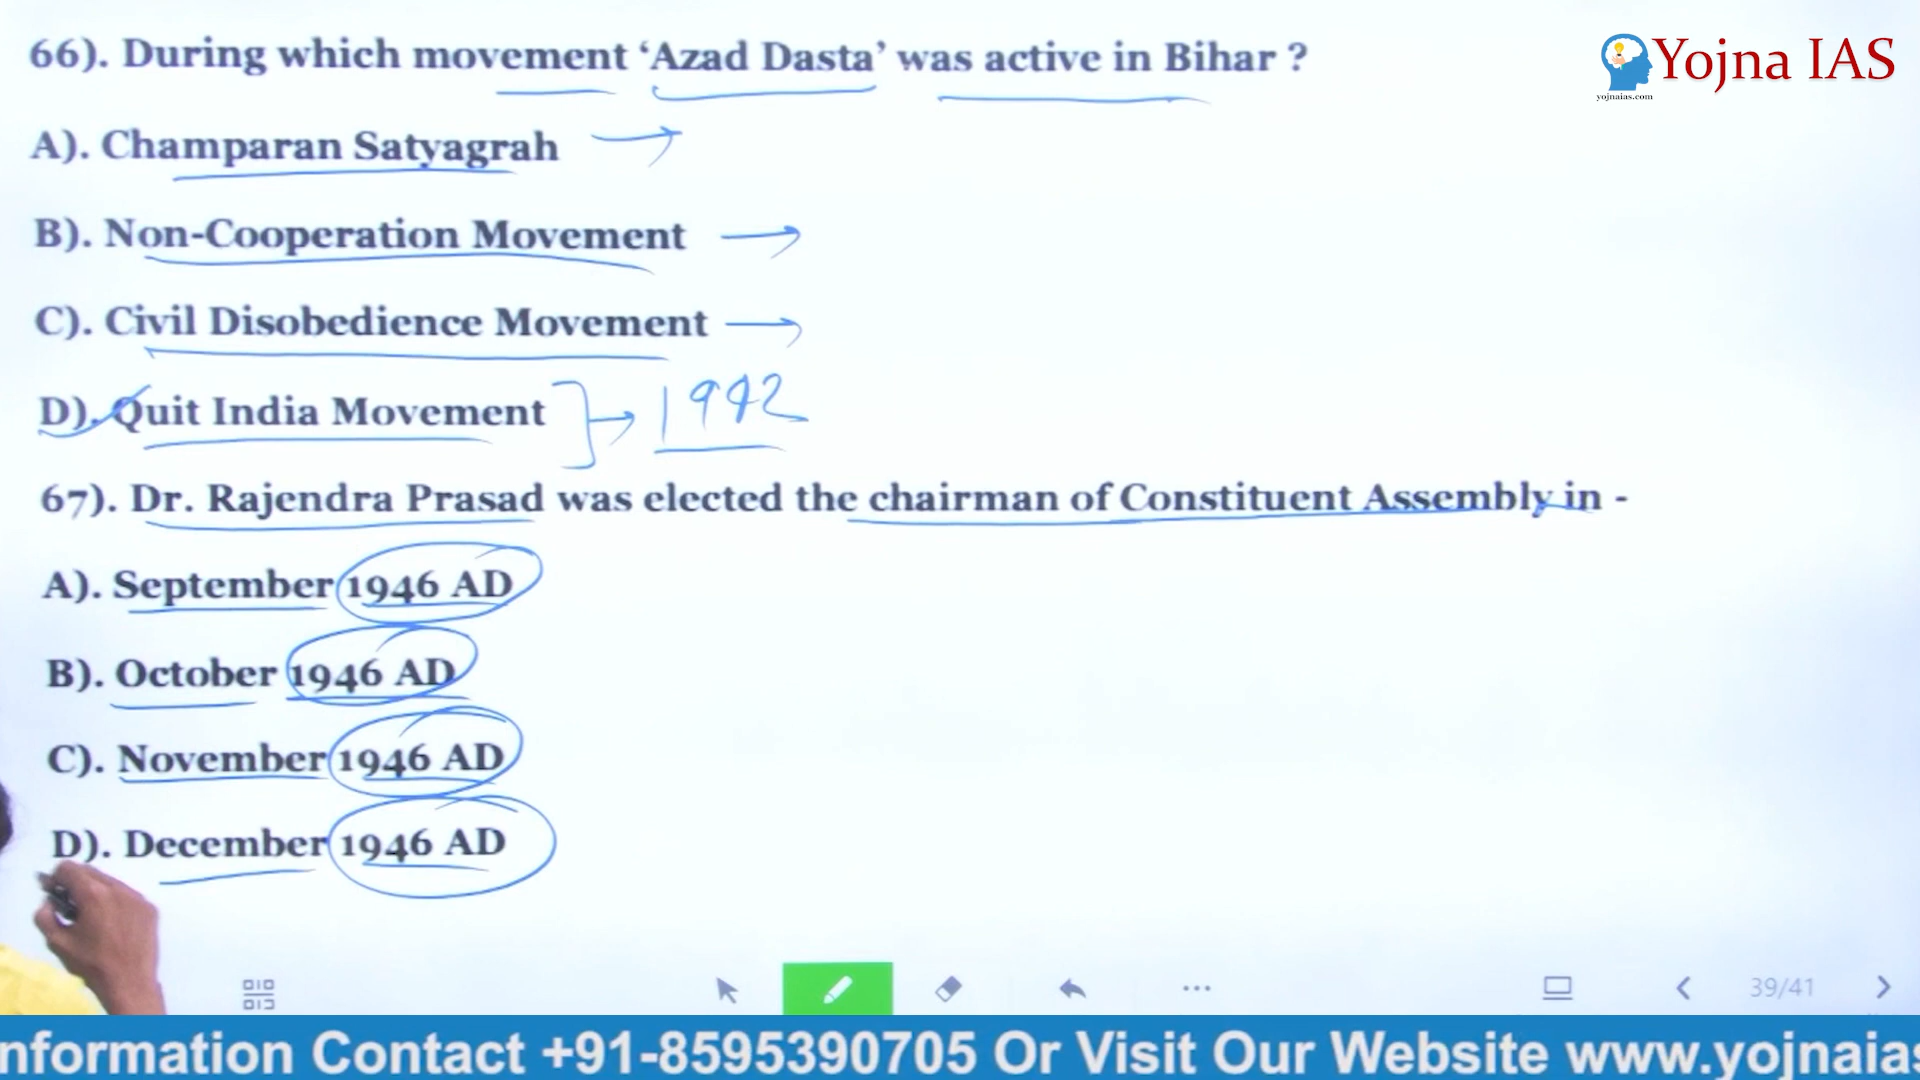 66). During which movement ‘Azad Dasta’ was active in Bihar ?
Yojna IAS
yojnaias.com
A). Champaran Satyagrah
B). Non-Cooperation Movement
C). Civil Disobedience Movement
D). Quit India Movement 1942
67). Dr. Rajendra Prasad was elected the chairman of Constituent Assembly in -
A). September 1946 AD
B). October 1946 AD
C). November 1946 AD
D). December 1946 AD
39/41
nformation Contact +91-8595390705 Or Visit Our Website www.yojnaias